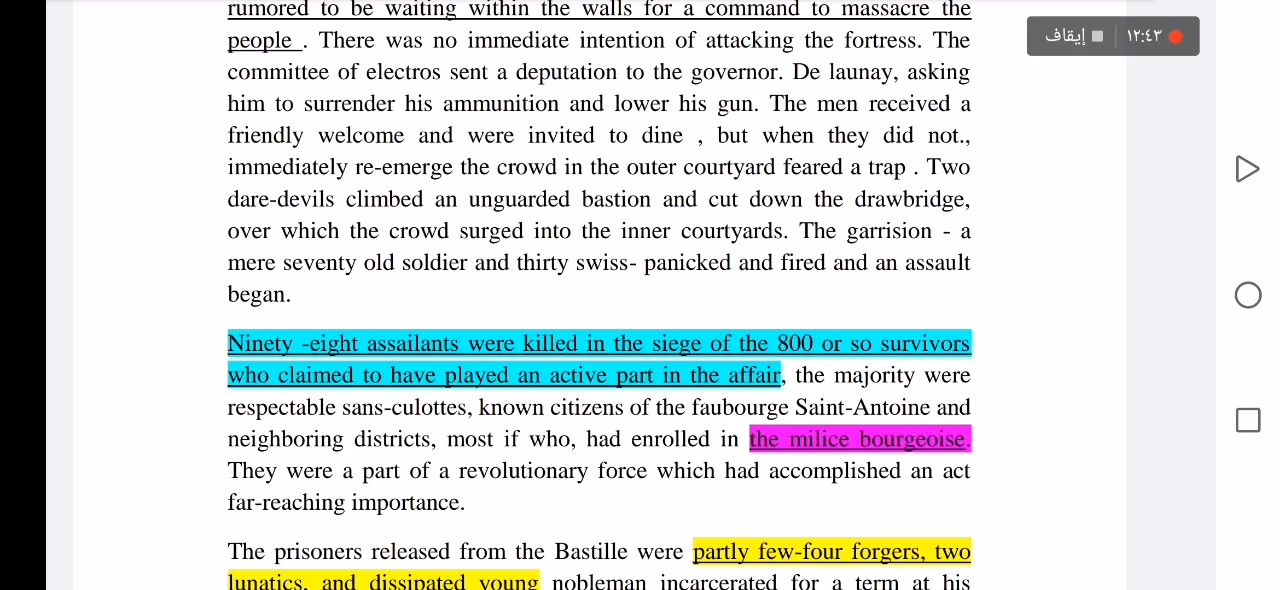 rumored to be waiting within the walls for a command to massacre the
people . There was no immediate intention of attacking the fortress. The
committee of electros sent a deputation to the governor. De launay, asking
him to surrender his ammunition and lower his gun. The men received a
friendly welcome and were invited to dine , but when they did not.,
immediately re-emerge the crowd in the outer courtyard feared a trap . Two
dare-devils climbed an unguarded bastion and cut down the drawbridge,
over which the crowd surged into the inner courtyards. The garrision - a
mere seventy old soldier and thirty swiss- panicked and fired and an assault
began.
Ninety -eight assailants were killed in the siege of the 800 or so survivors
who claimed to have played an active part in the affair, the majority were
respectable sans-culottes, known citizens of the faubourge Saint-Antoine and
neighboring districts, most if who, had enrolled in the milice bourgeoise.
They were a part of a revolutionary force which had accomplished an act
far-reaching importance.
The prisoners released from the Bastille were partly few-four forgers, two
lunatics, and dissipated young nobleman incarcerated for a term at his
إيقاف ١٢:٤٣